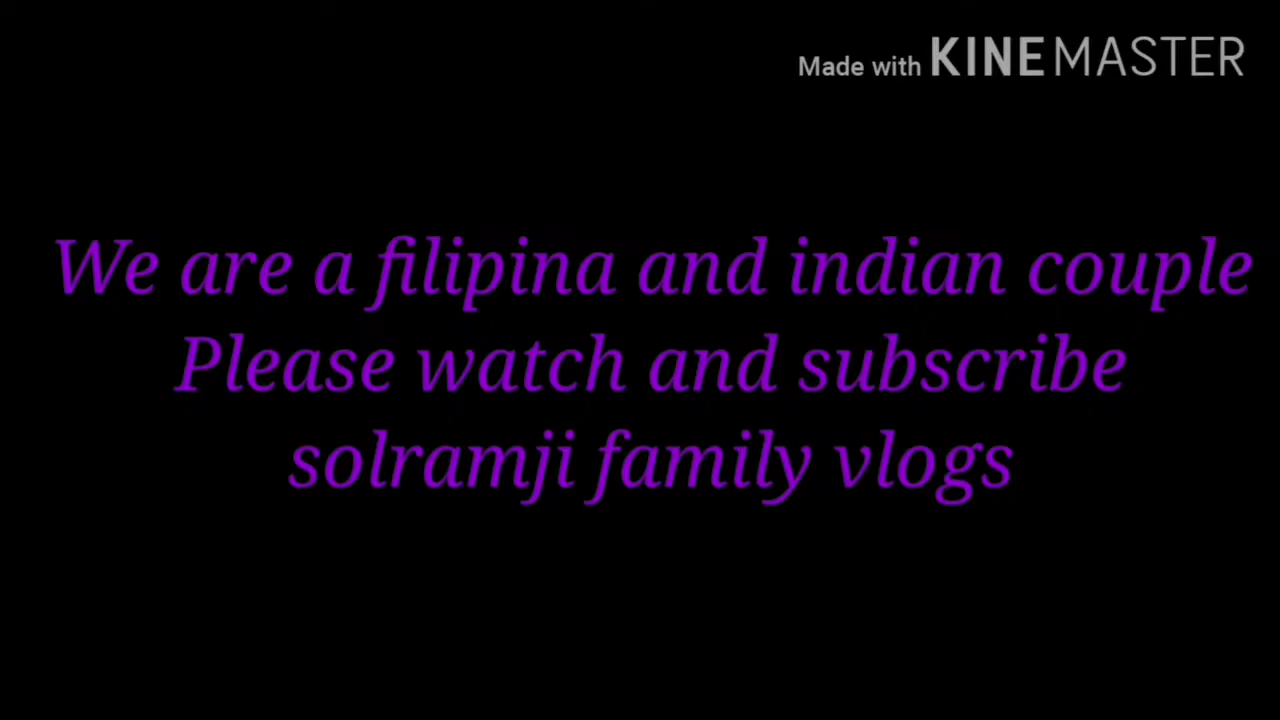 Made with KINEMASTER
We are a filipina and indian couple
Please watch and subscribe
solramji family vlogs